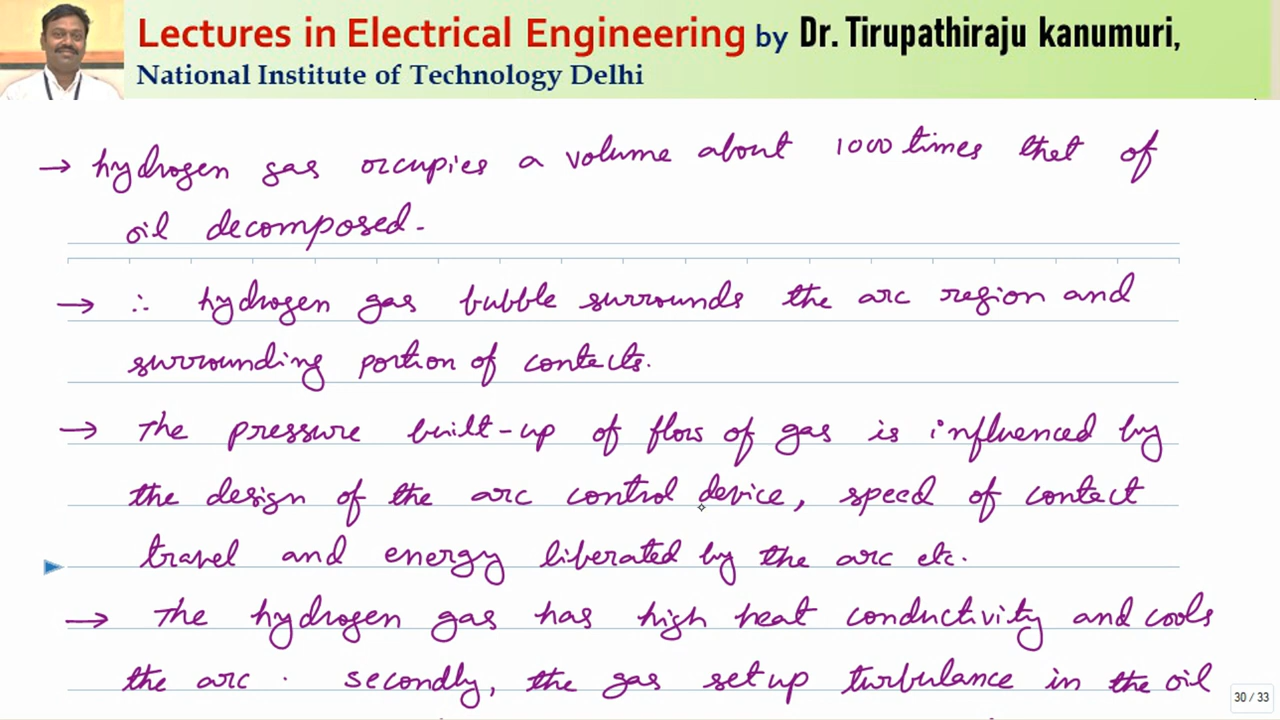 Lectures in Electrical Engineering by Dr. Tirupathiraju kanumuri,
National Institute of Technology Delhi
→ hydrogen gas occupies a volume about 1000 times that of
oil decomposed.
→ ∴ hydrogen gas bubble surrounds the arc region and
surrounding portion of contacts.
→ The pressure built-up of flow of gas is influenced by
the design of the arc control device, speed of contact
travel and energy liberated by the arc etc.
→ The hydrogen gas has high heat conductivity and cools
the arc. secondly, the gas set up turbulance in the oil
30 / 33